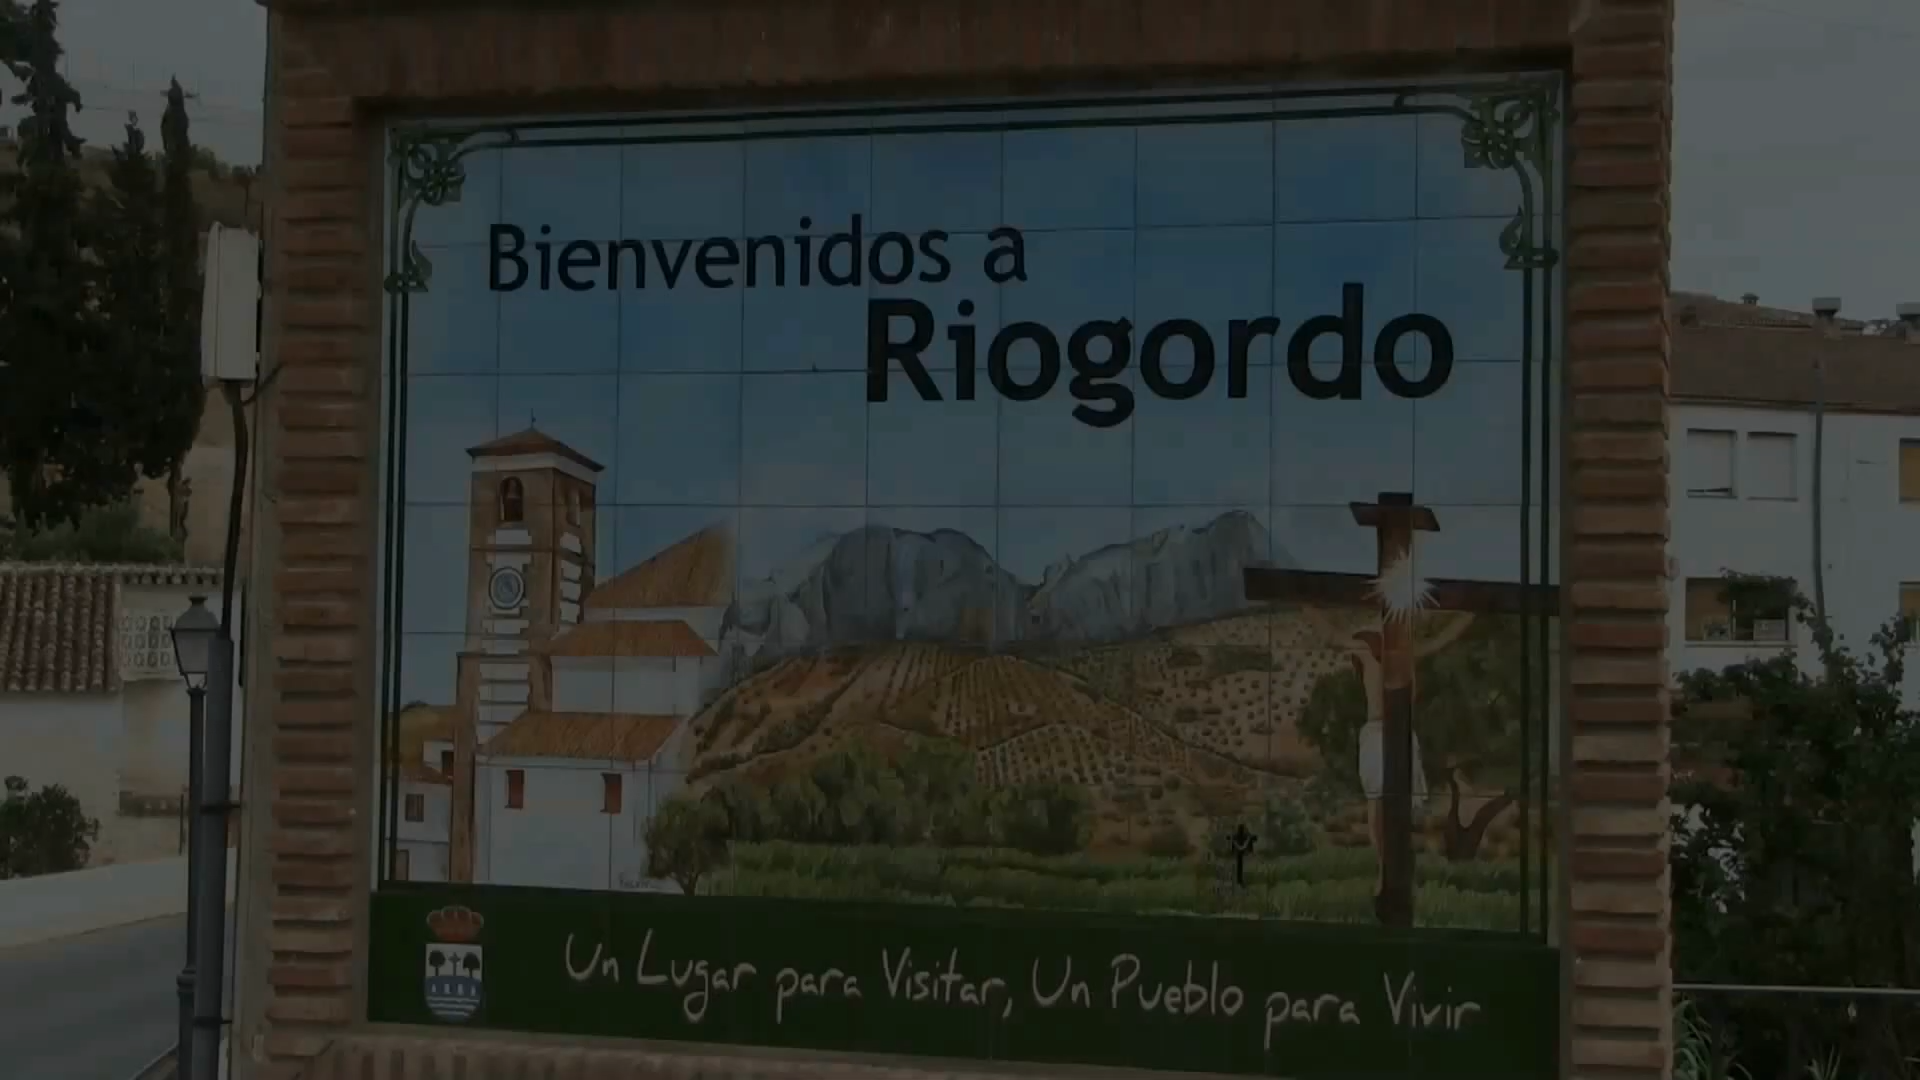 Bienvenidos a
Riogordo
Un Lugar para Visitar, Un Pueblo para Vivir